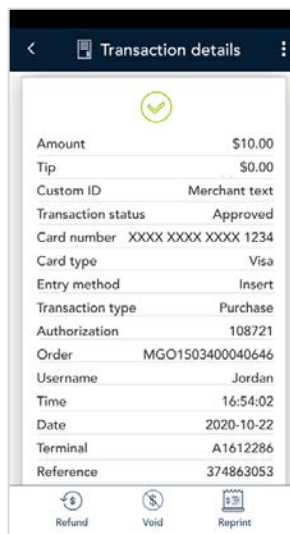 Transaction details
Amount $10.00
Tip $0.00
Custom ID Merchant text
Transaction status Approved
Card number XXXX XXXX XXXX 1234
Card type Visa
Entry method Insert
Transaction type Purchase
Authorization 108721
Order MGO1503400040646
Username Jordan
Time 16:54:02
Date 2020-10-22
Terminal A1612286
Reference 374863053
Refund Void Reprint